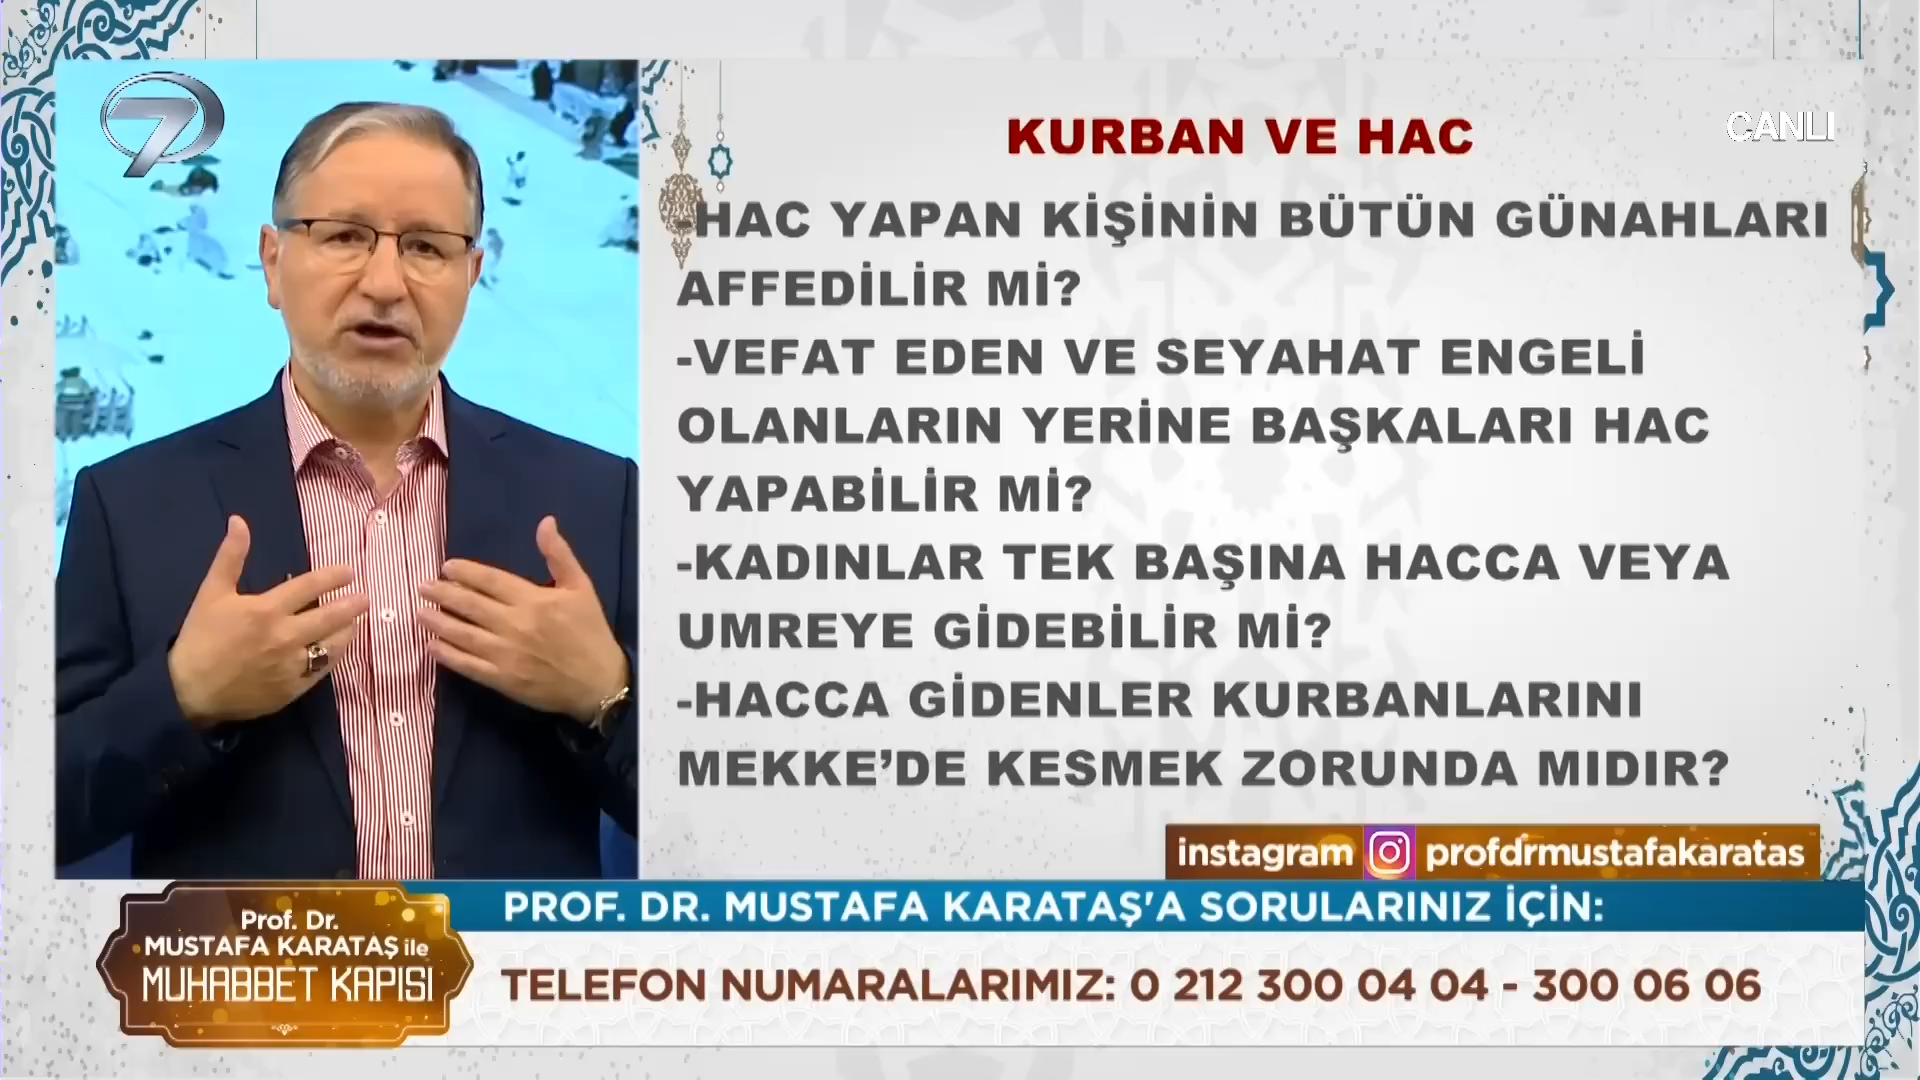 7
CANLI
KURBAN VE HAC
-HAC YAPAN KİŞİNİN BÜTÜN GÜNAHLARI
AFFEDİLİR Mİ?
-VEFAT EDEN VE SEYAHAT ENGELİ
OLANLARIN YERİNE BAŞKALARI HAC
YAPABİLİR Mİ?
-KADINLAR TEK BAŞINA HACCA VEYA
UMREYE GİDEBİLİR Mİ?
-HACCA GİDENLER KURBANLARINI
MEKKE’DE KESMEK ZORUNDA MIDIR?
instagram profdrmustafakaratas
PROF. DR. MUSTAFA KARATAŞ'A SORULARINIZ İÇİN:
TELEFON NUMARALARIMIZ: 0 212 300 04 04 - 300 06 06
Prof. Dr.
MUSTAFA KARATAŞ ile
MUHABBET KAPISI